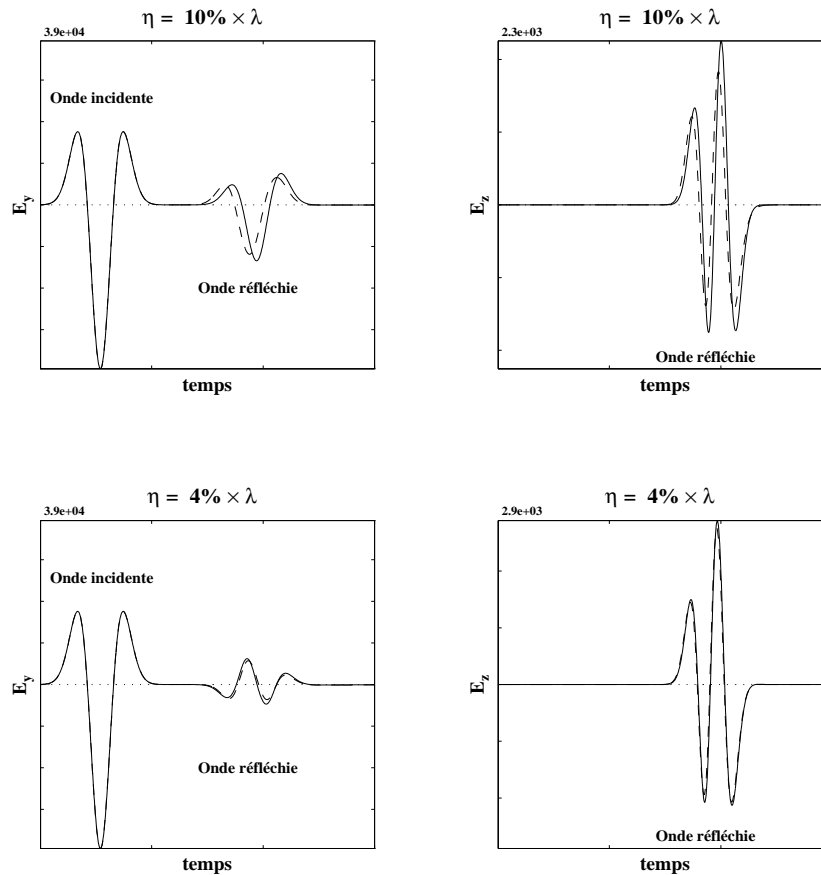 η = 10% × λ
3.9e+04
Onde incidente
E_y
Onde réfléchie
temps
η = 10% × λ
2.3e+03
E_z
Onde réfléchie
temps
η = 4% × λ
3.9e+04
Onde incidente
E_y
Onde réfléchie
temps
η = 4% × λ
2.9e+03
E_z
Onde réfléchie
temps